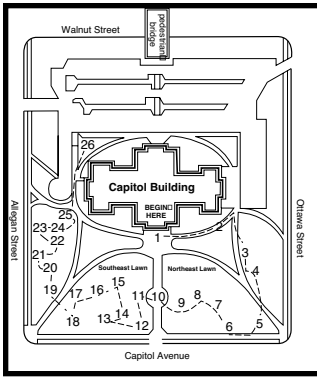 Walnut Street
pedestrian
bridge
26
Capitol Building
BEGIN
HERE
Allegan Street
Ottawa Street
25
1
2
23-24
22
3
21
4
20
Southeast Lawn
Northeast Lawn
19
17
16
15
11
10
8
7
9
18
14
13
12
5
6
Capitol Avenue